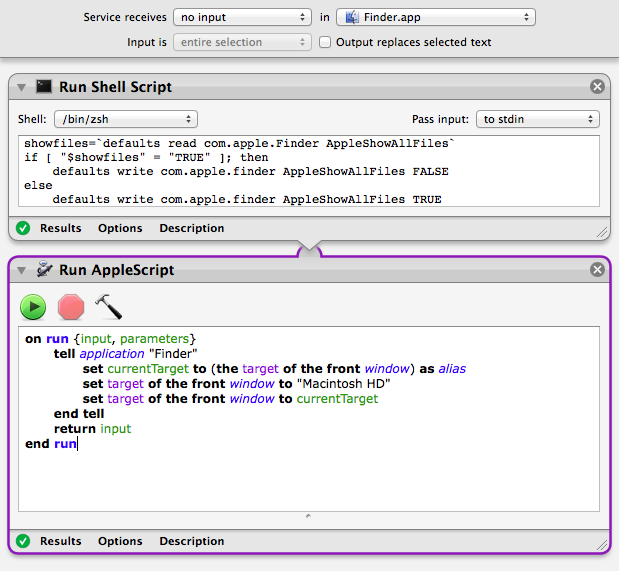 Service receives no input in Finder.app
Input is entire selection Output replaces selected text
Run Shell Script
Shell: /bin/zsh Pass input: to stdin
showfiles=`defaults read com.apple.Finder AppleShowAllFiles`
if [ "$showfiles" = "TRUE" ]; then
    defaults write com.apple.finder AppleShowAllFiles FALSE
else
    defaults write com.apple.finder AppleShowAllFiles TRUE
Results Options Description
Run AppleScript
on run {input, parameters}
    tell application "Finder"
        set currentTarget to (the target of the front window) as alias
        set target of the front window to "Macintosh HD"
        set target of the front window to currentTarget
    end tell
    return input
end run
Results Options Description